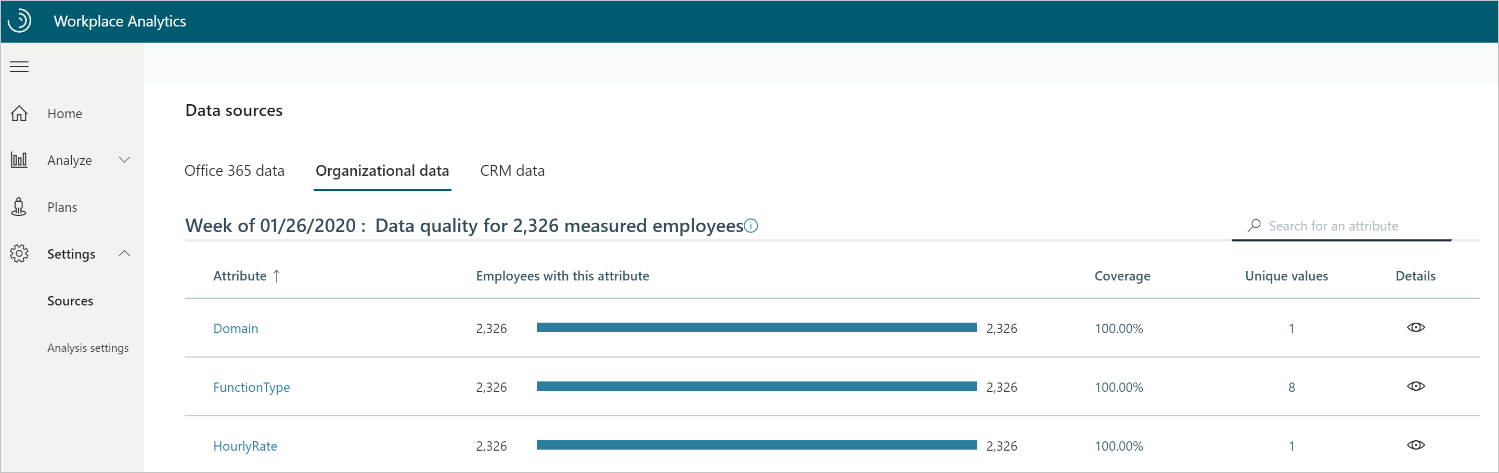 Workplace Analytics
Home
Analyze
Plans
Settings
Sources
Analysis settings
Data sources
Office 365 data Organizational data CRM data
Week of 01/26/2020 : Data quality for 2,326 measured employees
Search for an attribute
Attribute ↑ Employees with this attribute Coverage Unique values Details
Domain 2,326 2,326 100.00% 1
FunctionType 2,326 2,326 100.00% 8
HourlyRate 2,326 2,326 100.00% 1